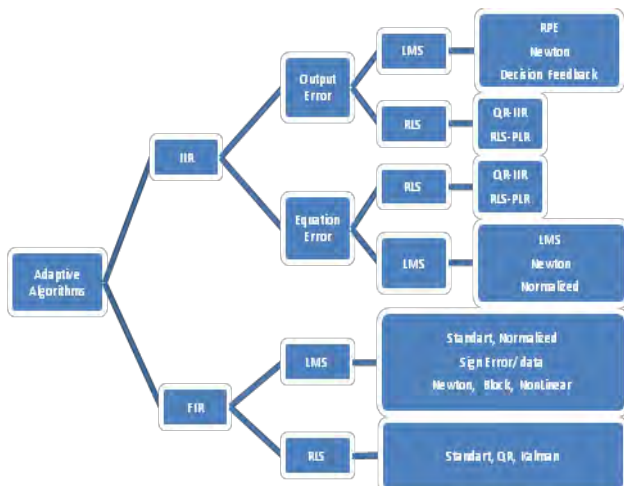 RPE
Newton
Decision Feedback
LMS
Output
Error
RLS
QR-IIR
RLS-PLR
IIR
RLS
QR-IIR
RLS-PLR
Equation
Error
LMS
LMS
Newton
Normalized
Adaptive
Algorithms
LMS
Standart, Normalized
Sign Error/data
Newton, Block, NonLinear
FIR
RLS
Standart, QR, Kalman